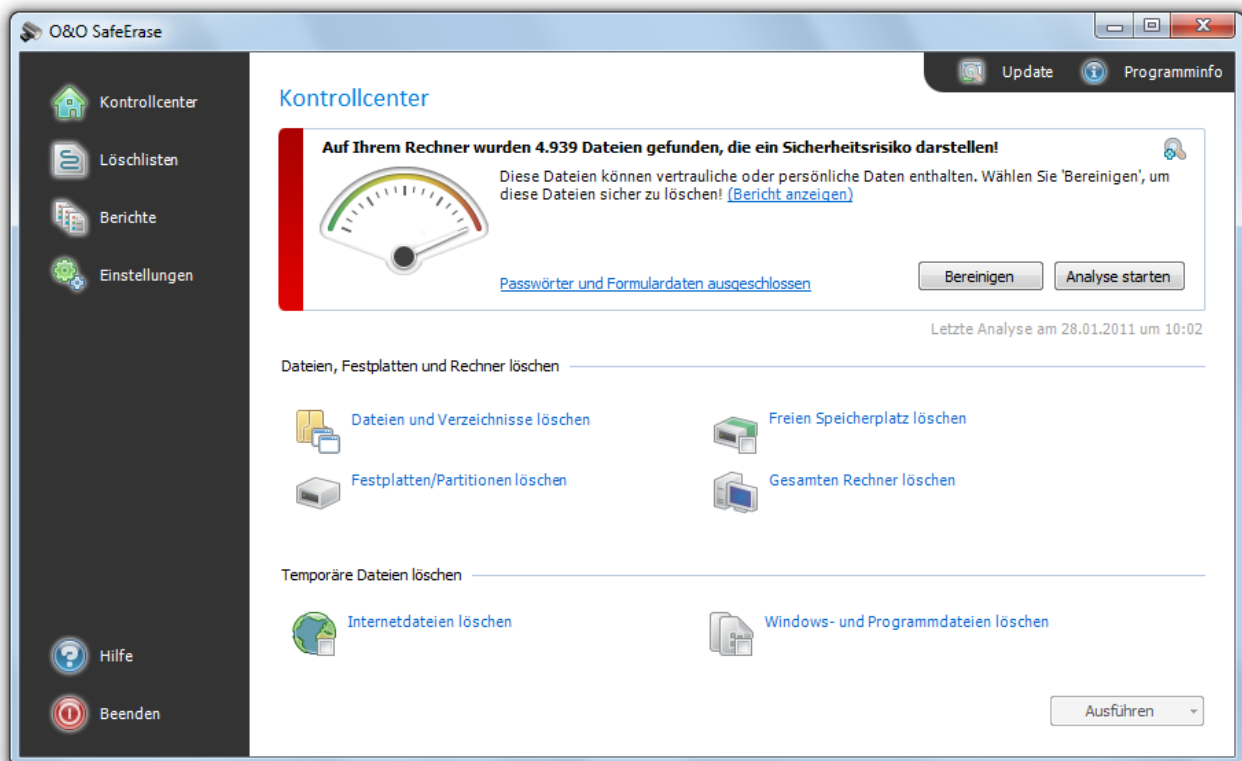 O&O SafeErase
Update
Programminfo
Kontrollcenter
Löschlisten
Berichte
Einstellungen
Hilfe
Beenden
Kontrollcenter
Auf Ihrem Rechner wurden 4.939 Dateien gefunden, die ein Sicherheitsrisiko darstellen!
Diese Dateien können vertrauliche oder persönliche Daten enthalten. Wählen Sie 'Bereinigen', um
diese Dateien sicher zu löschen! (Bericht anzeigen)
Passwörter und Formulardaten ausgeschlossen
Bereinigen
Analyse starten
Letzte Analyse am 28.01.2011 um 10:02
Dateien, Festplatten und Rechner löschen
Dateien und Verzeichnisse löschen
Freien Speicherplatz löschen
Festplatten/Partitionen löschen
Gesamten Rechner löschen
Temporäre Dateien löschen
Internetdateien löschen
Windows- und Programmdateien löschen
Ausführen